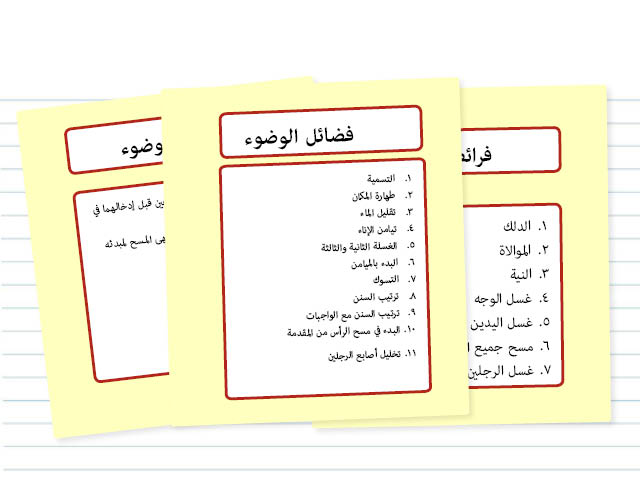 فرائض
١. الدلك
٢. الموالاة
٣. النية
٤. غسل الوجه
٥. غسل اليدين
٦. مسح جميع
٧. غسل الرجلين
فضائل الوضوء
١. التسمية
٢. طهارة المكان
٣. تقليل الماء
٤. تيامن الإناء
٥. الغسلة الثانية والثالثة
٦. البدء بالميامن
٧. التسوك
٨. ترتيب السنن
٩. ترتيب السنن مع الواجبات
١٠. البدء في مسح الرأس من المقدمة
١١. تخليل أصابع الرجلين
وضوء
قبل إدخالهما في
المسح لمبدئه